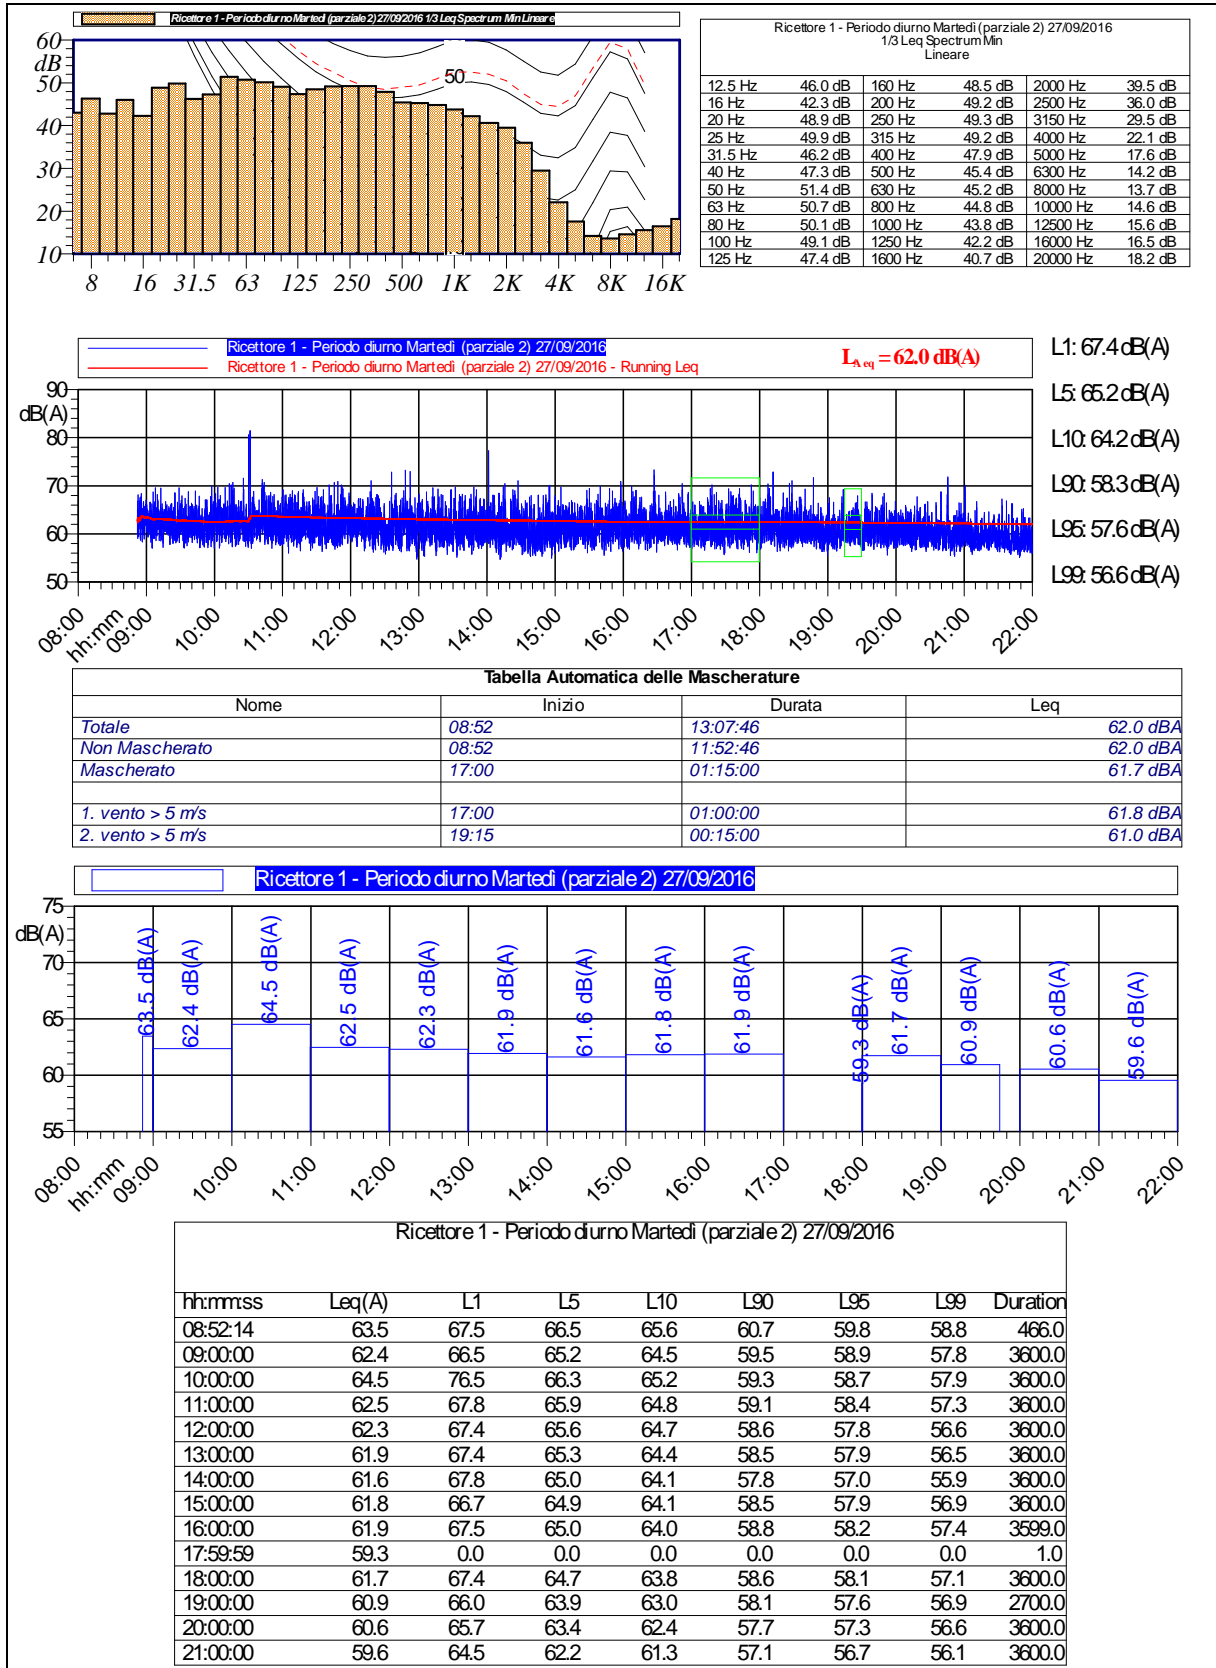 Ricettore 1 - Periodo diurno Martedì (parziale 2) 27/09/2016 1/3 Leq Spectrum Min Lineare
60
dB
50
40
30
20
10
50
8 16 31.5 63 125 250 500 1K 2K 4K 8K 16K
Ricettore 1 - Periodo diurno Martedì (parziale 2) 27/09/2016
1/3 Leq Spectrum Min
Lineare
12.5 Hz 46.0 dB 160 Hz 48.5 dB 2000 Hz 39.5 dB
16 Hz 42.3 dB 200 Hz 49.2 dB 2500 Hz 36.0 dB
20 Hz 48.9 dB 250 Hz 49.3 dB 3150 Hz 29.5 dB
25 Hz 49.9 dB 315 Hz 49.2 dB 4000 Hz 22.1 dB
31.5 Hz 46.2 dB 400 Hz 47.9 dB 5000 Hz 17.6 dB
40 Hz 47.3 dB 500 Hz 45.4 dB 6300 Hz 14.2 dB
50 Hz 51.4 dB 630 Hz 45.2 dB 8000 Hz 13.7 dB
63 Hz 50.7 dB 800 Hz 44.8 dB 10000 Hz 14.6 dB
80 Hz 50.1 dB 1000 Hz 43.8 dB 12500 Hz 15.6 dB
100 Hz 49.1 dB 1250 Hz 42.2 dB 16000 Hz 16.5 dB
125 Hz 47.4 dB 1600 Hz 40.7 dB 20000 Hz 18.2 dB
Ricettore 1 - Periodo diurno Martedì (parziale 2) 27/09/2016
Ricettore 1 - Periodo diurno Martedì (parziale 2) 27/09/2016 - Running Leq
LA eq = 62.0 dB(A)
90
dB(A)
80
70
60
50
08:00 hh:mm 09:00 10:00 11:00 12:00 13:00 14:00 15:00 16:00 17:00 18:00 19:00 20:00 21:00 22:00
L1: 67.4 dB(A)
L5: 65.2 dB(A)
L10: 64.2 dB(A)
L90: 58.3 dB(A)
L95: 57.6 dB(A)
L99: 56.6 dB(A)
Tabella Automatica delle Mascherature
Nome Inizio Durata Leq
Totale 08:52 13:07:46 62.0 dBA
Non Mascherato 08:52 11:52:46 62.0 dBA
Mascherato 17:00 01:15:00 61.7 dBA
1. vento > 5 m/s 17:00 01:00:00 61.8 dBA
2. vento > 5 m/s 19:15 00:15:00 61.0 dBA
Ricettore 1 - Periodo diurno Martedì (parziale 2) 27/09/2016
75
dB(A)
70
65
60
55
63.5 dB(A) 62.4 dB(A) 64.5 dB(A) 62.5 dB(A) 62.3 dB(A) 61.9 dB(A) 61.6 dB(A) 61.8 dB(A) 61.9 dB(A) 59.3 dB(A) 61.7 dB(A) 60.9 dB(A) 60.6 dB(A) 59.6 dB(A)
08:00 hh:mm 09:00 10:00 11:00 12:00 13:00 14:00 15:00 16:00 17:00 18:00 19:00 20:00 21:00 22:00
Ricettore 1 - Periodo diurno Martedì (parziale 2) 27/09/2016
hh:mm:ss Leq(A) L1 L5 L10 L90 L95 L99 Duration
08:52:14 63.5 67.5 66.5 65.6 60.7 59.8 58.8 466.0
09:00:00 62.4 66.5 65.2 64.5 59.5 58.9 57.8 3600.0
10:00:00 64.5 76.5 66.3 65.2 59.3 58.7 57.9 3600.0
11:00:00 62.5 67.8 65.9 64.8 59.1 58.4 57.3 3600.0
12:00:00 62.3 67.4 65.6 64.7 58.6 57.8 56.6 3600.0
13:00:00 61.9 67.4 65.3 64.4 58.5 57.9 56.5 3600.0
14:00:00 61.6 67.8 65.0 64.1 57.8 57.0 55.9 3600.0
15:00:00 61.8 66.7 64.9 64.1 58.5 57.9 56.9 3600.0
16:00:00 61.9 67.5 65.0 64.0 58.8 58.2 57.4 3599.0
17:59:59 59.3 0.0 0.0 0.0 0.0 0.0 0.0 1.0
18:00:00 61.7 67.4 64.7 63.8 58.6 58.1 57.1 3600.0
19:00:00 60.9 66.0 63.9 63.0 58.1 57.6 56.9 2700.0
20:00:00 60.6 65.7 63.4 62.4 57.7 57.3 56.6 3600.0
21:00:00 59.6 64.5 62.2 61.3 57.1 56.7 56.1 3600.0